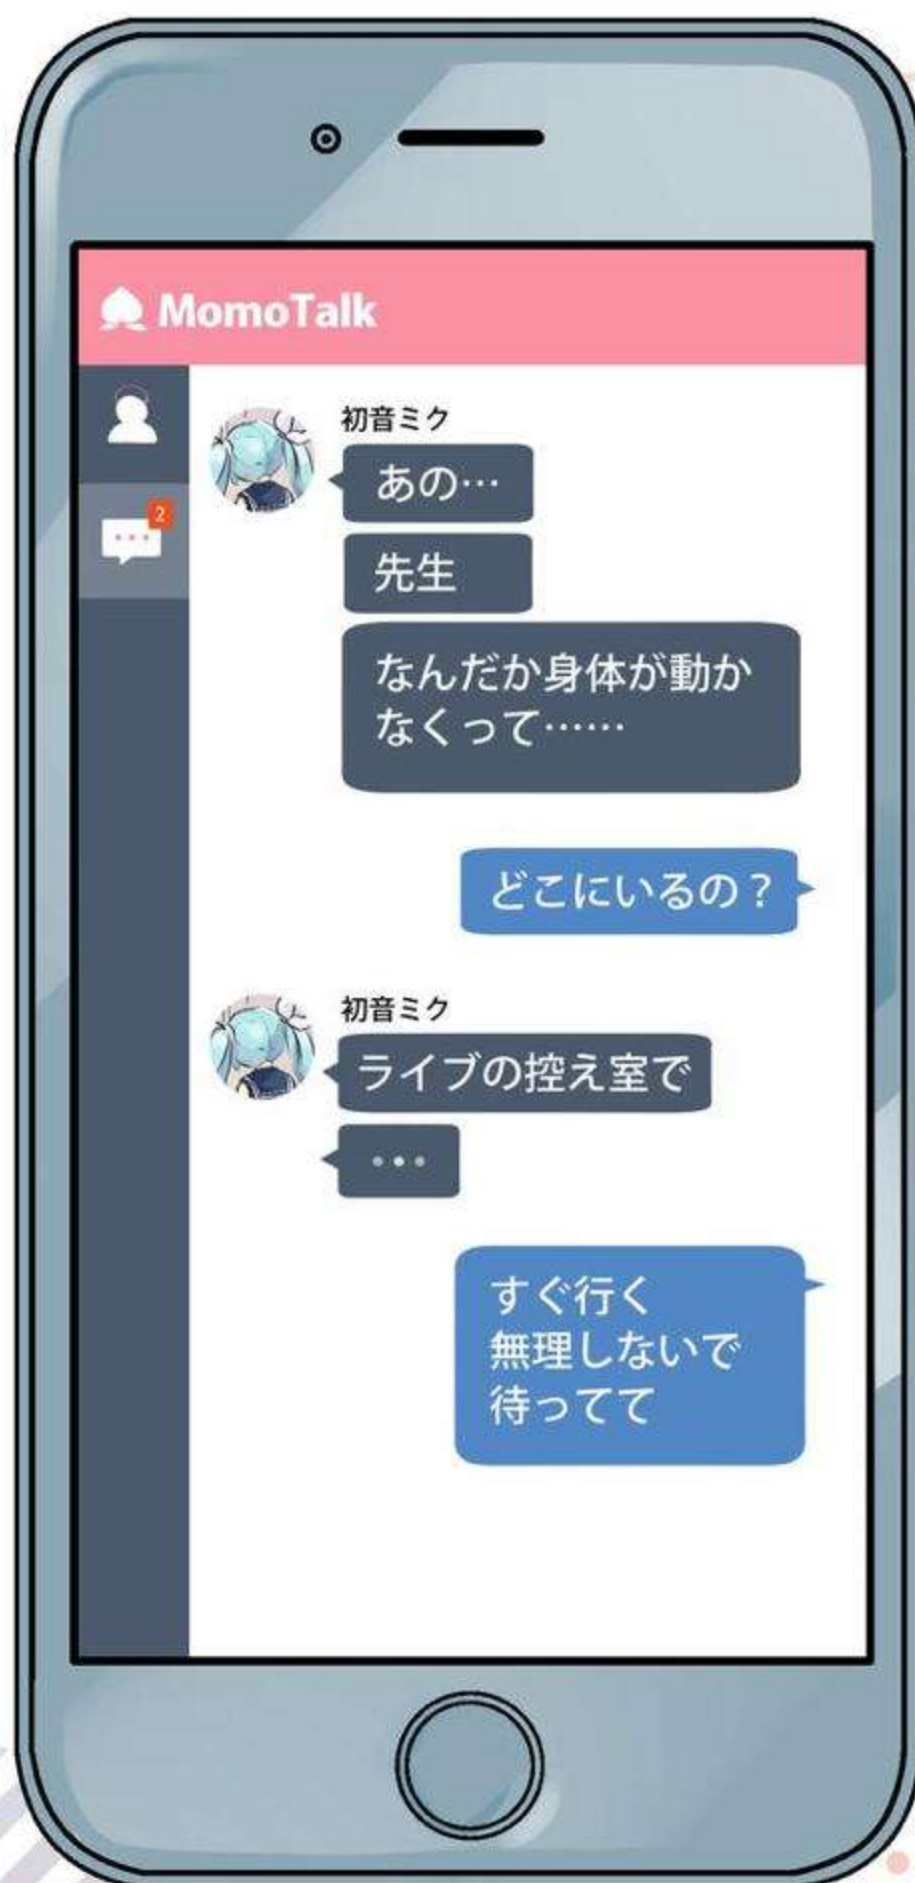 MomoTalk
2
初音ミク
あの…
先生
なんだか身体が動か
なくって……
どこにいるの？
初音ミク
ライブの控え室で
...
すぐ行く
無理しないで
待ってて